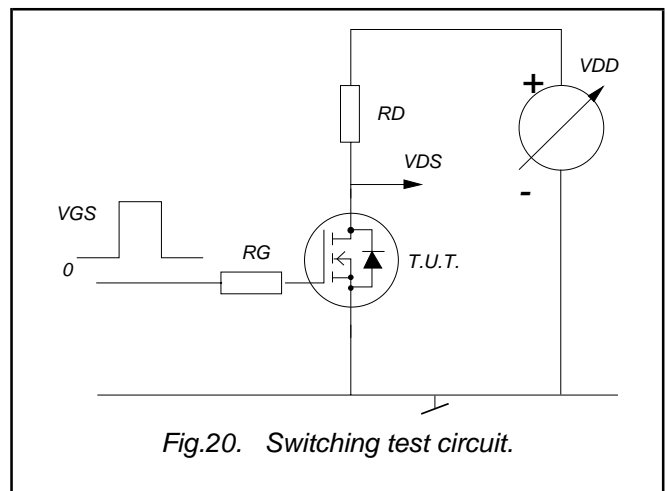 +
VDD
RD
VDS
-
VGS
RG
0
T.U.T.
Fig.20. Switching test circuit.